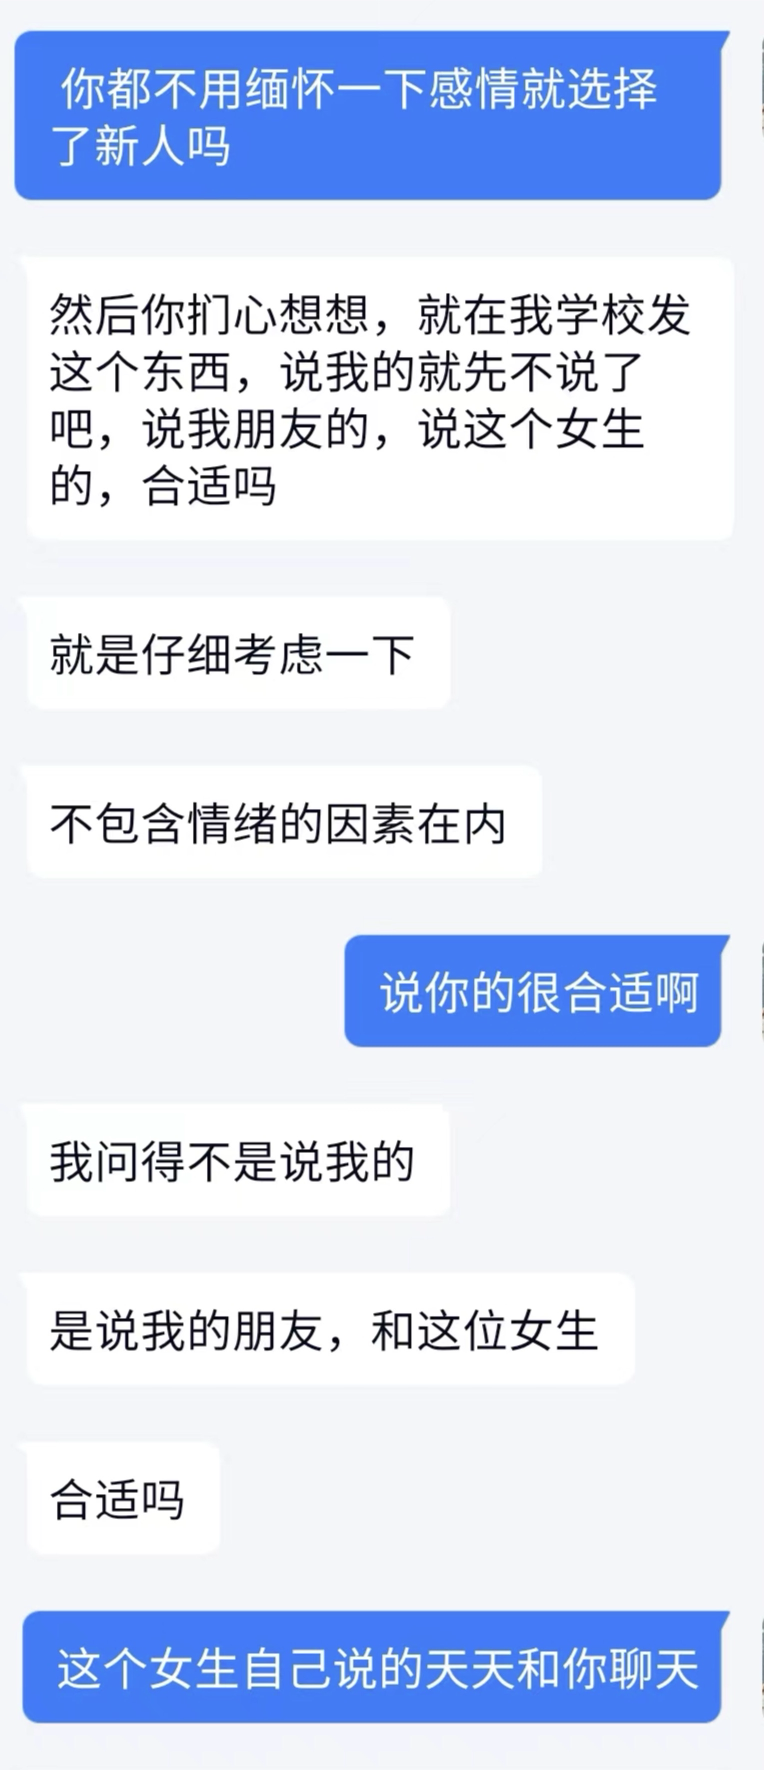 你都不用缅怀一下感情就选择
了新人吗
然后你扪心想想，就在我学校发
这个东西，说我的就先不说了
吧，说我朋友的，说这个女生
的，合适吗
就是仔细考虑一下
不包含情绪的因素在内
说你的很合适啊
我问得不是说我的
是说我的朋友，和这位女生
合适吗
这个女生自己说的天天和你聊天